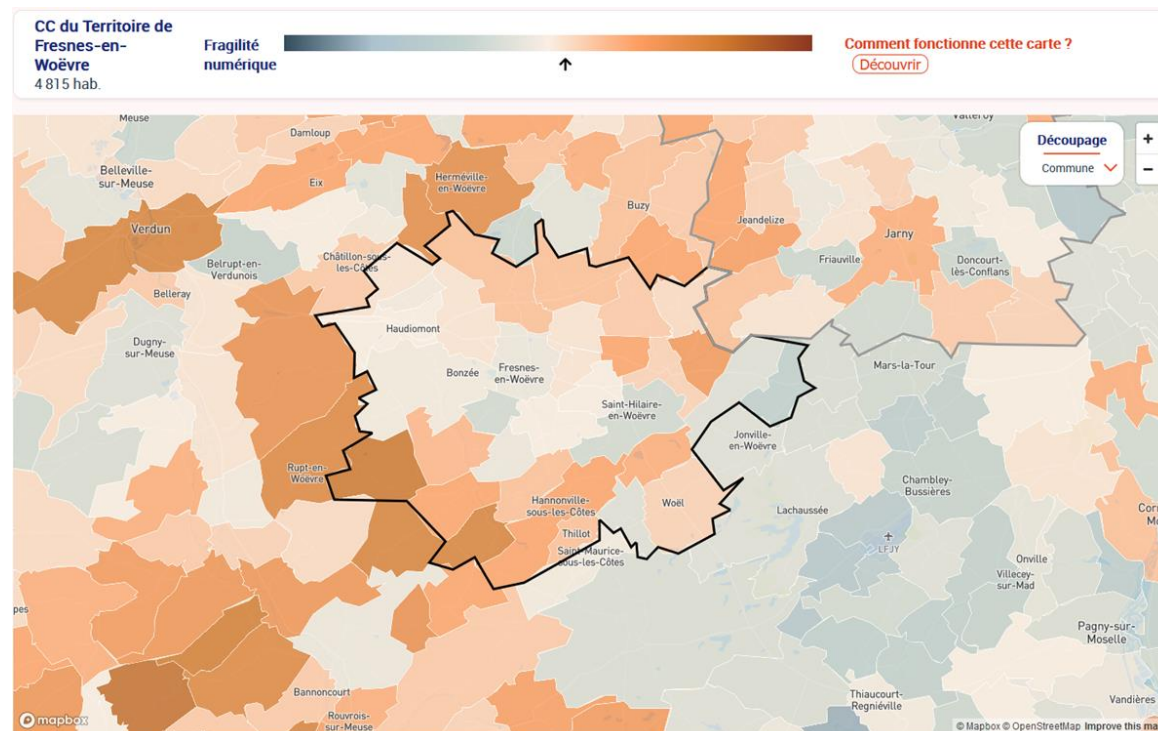 CC du Territoire de
Fresnes-en-
Woëvre
4 815 hab.
Fragilité
numérique
Comment fonctionne cette carte ?
Découvrir
Meuse
Damloup
Découpage
Commune
+
−
Belleville-
sur-Meuse
Eix
Herméville-
en-Woëvre
Buzy
Jeandelize
Verdun
Jarny
Belrupt-en-
Verdunois
Châtillon-sous-
les-Côtes
Friauville
Doncourt-
lès-Conflans
Belleray
Haudiomont
Dugny-
sur-Meuse
Bonzée
Fresnes-
en-Woëvre
Mars-la-Tour
Saint-Hilaire-
en-Woëvre
Jonville-
en-Woëvre
Rupt-en-
Woëvre
Chambley-
Bussières
Hannonville-
sous-les-Côtes
Woël
Lachaussée
Thillot
LFJY
Saint-Maurice-
sous-les-Côtes
Onville
Villecey-
sur-Mad
Pagny-sur-
Moselle
Bannoncourt
Thiaucourt-
Regniéville
Vandières
Rouvrois-
sur-Meuse
mapbox
© Mapbox © OpenStreetMap Improve this ma